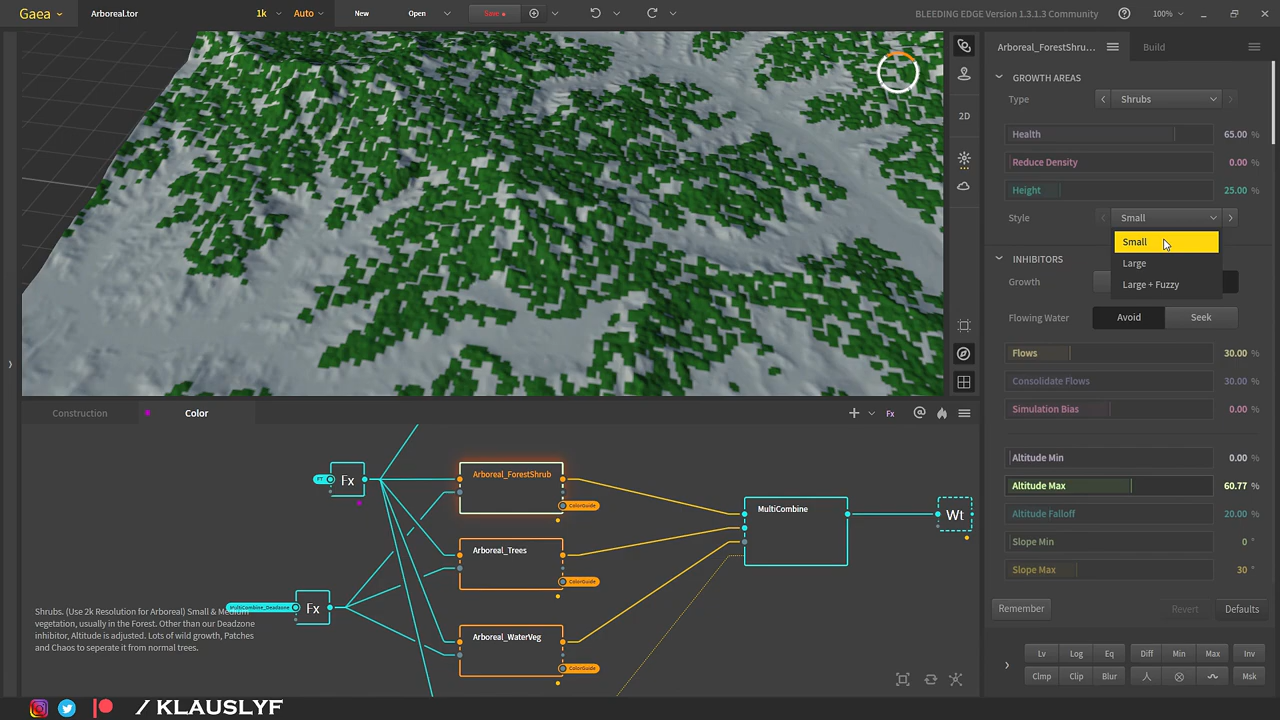 Gaea
Arboreal.tor
1k
Auto
New
Open
Save
BLEEDING EDGE Version 1.3.1.3 Community
100%
2D
Arboreal_ForestShru...
Build
GROWTH AREAS
Type
Shrubs
Health
65.00 %
Reduce Density
0.00 %
Height
25.00 %
Style
Small
Small
Large
Large + Fuzzy
INHIBITORS
Growth
Flowing Water
Avoid
Seek
Flows
30.00 %
Consolidate Flows
30.00 %
Simulation Bias
0.00 %
Altitude Min
0.00 %
Altitude Max
60.77 %
Altitude Falloff
20.00 %
Slope Min
0 °
Slope Max
30 °
Remember
Revert
Defaults
Lv
Log
Eq
Diff
Min
Max
Inv
Clmp
Clip
Blur
Msk
Construction
Color
Fx
Fx
Arboreal_ForestShrub
ColorGuide
Arboreal_Trees
ColorGuide
MultiCombine
Wt
MultiCombine_Deadzone
Fx
Arboreal_WaterVeg
ColorGuide
Shrubs. (Use 2k Resolution for Arboreal) Small & Medium
vegetation, usually in the Forest. Other than our Deadzone
inhibitor, Altitude is adjusted. Lots of wild growth, Patches
and Chaos to seperate it from normal trees.
/ KLAUSLYF